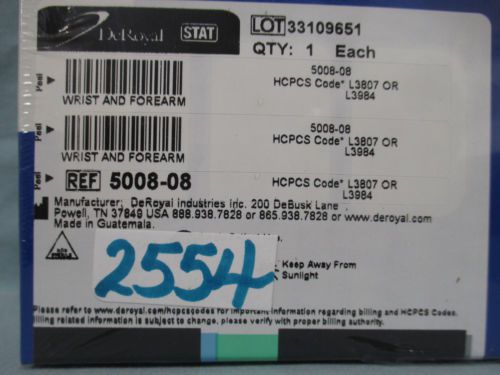 DeRoyal STAT
LOT 33109651
QTY: 1 Each
Peel
WRIST AND FOREARM
5008-08
HCPCS Code* L3807 OR
L3984
Peel
WRIST AND FOREARM
5008-08
HCPCS Code* L3807 OR
L3984
Peel
REF 5008-08
HCPCS Code* L3807 OR
L3984
Manufacturer: DeRoyal Industries Inc. 200 DeBusk Lane
Powell, TN 37849 USA 888.938.7828 or 865.938.7828 or www.deroyal.com
Made in Guatemala.
2554
Keep Away From
Sunlight
Please refer to www.deroyal.com/hcpcscodes for important information regarding billing and HCPCS Codes.
Billing related information is subject to change, please verify with proper billing authority.